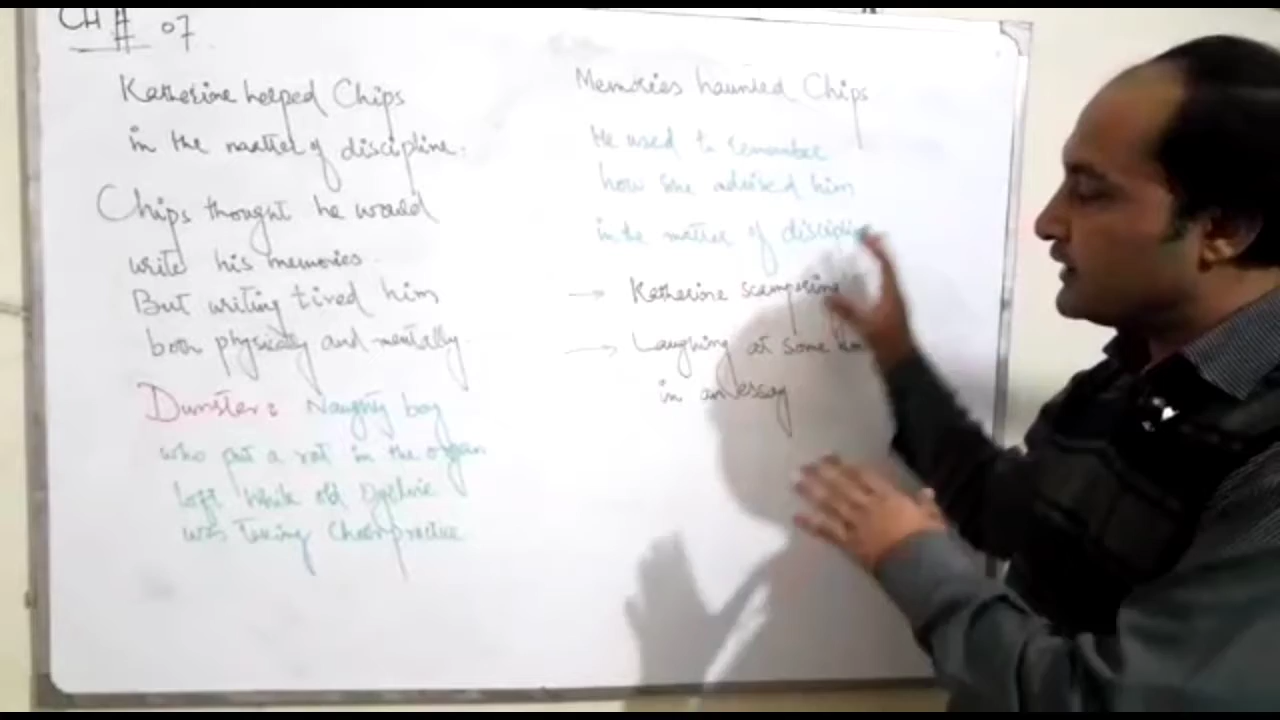 CH # 07
Katherine helped Chips
in the matter of discipline.
Chips thought he would
write his memories.
But writing tired him
both physically and mentally.
Dunster: Naughty boy
who put a rat in the organ
loft while old Ogelvie
was taking Choir practice
Memories haunted Chips
He used to remember
how she advised him
in the matter of discipline
→ Katherine scampering
→ Laughing at some
in an essay